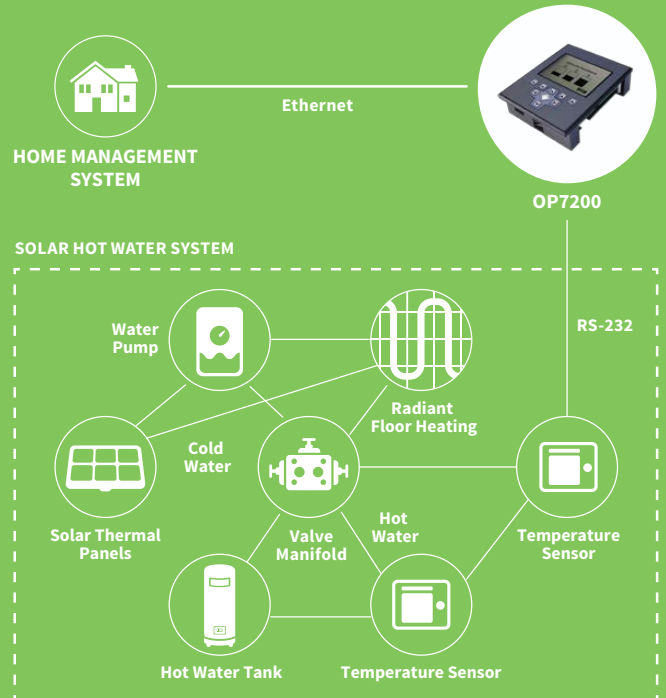 Ethernet
HOME MANAGEMENT
SYSTEM
OP7200
SOLAR HOT WATER SYSTEM
RS-232
Water
Pump
Radiant
Floor Heating
Cold
Water
Solar Thermal
Panels
Valve
Manifold
Hot
Water
Temperature
Sensor
Hot Water Tank
Temperature Sensor